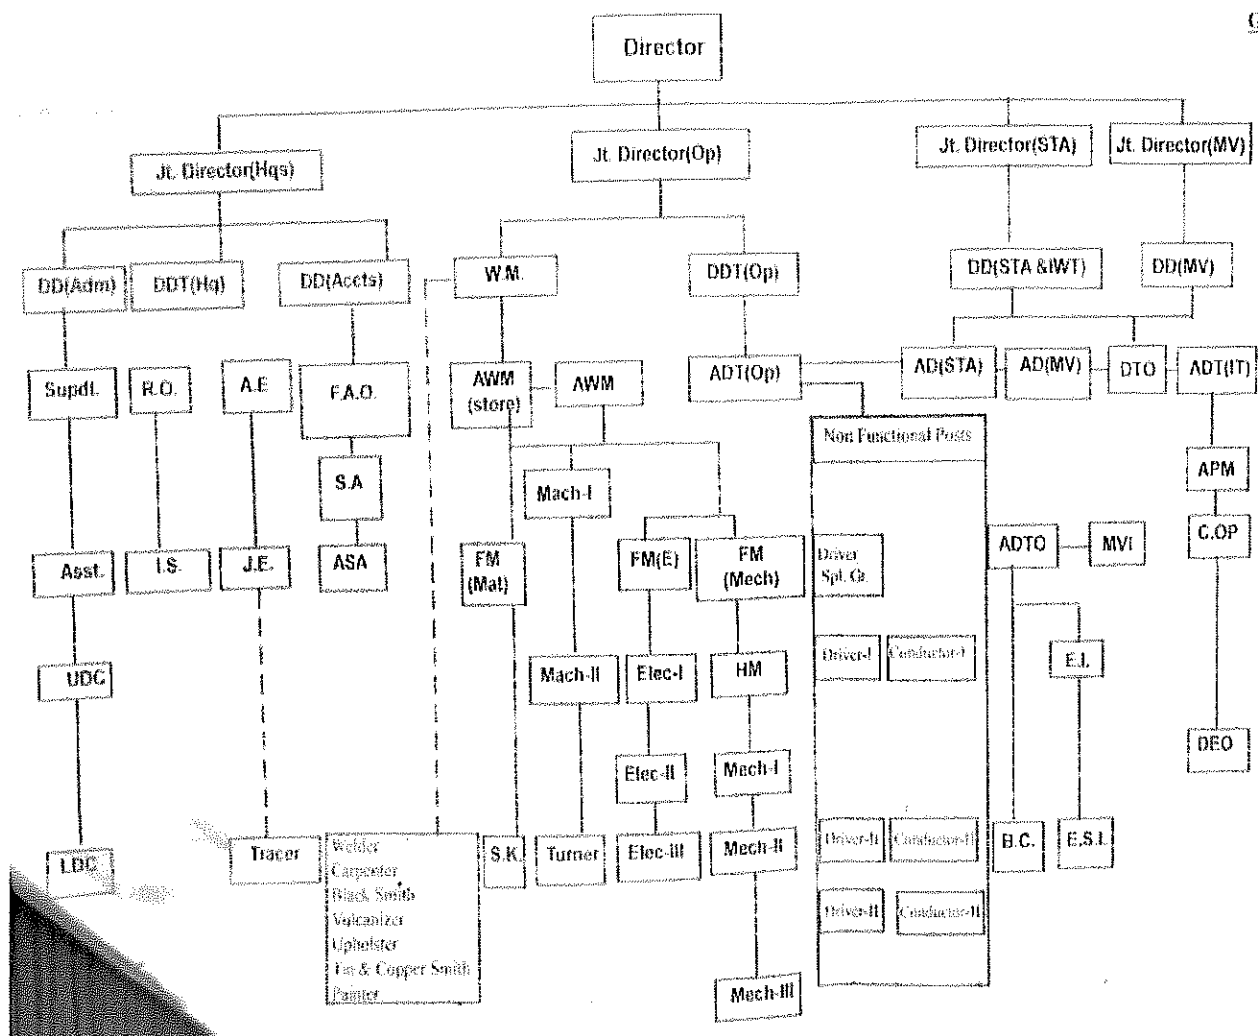 Director
Jt. Director(Hqs)
Jt. Director(Op)
Jt. Director(STA)
Jt. Director(MV)
DD(Adm)
DDT(Hq)
DD(Accts)
W.M.
DDT(Op)
DD(STA &IWT)
DD(MV)
Supdt.
R.O.
A.E
F.A.O.
AWM
(store)
AWM
ADT(Op)
AD(STA)
AD(MV)
DTO
ADT(IT)
Non Functional Posts
S.A
Mach-I
APM
Asst.
I.S.
J.E.
ASA
FM
(Mat)
FM(E)
FM
(Mech)
Driver
Spl. Gr.
ADTO
MVI
C.OP
UDC
Mach-II
Elec-I
HM
Driver-I
Conductor-I
E.I.
Elec-II
Mech-I
DEO
LDC
Tracer
Welder
Carpenter
Black Smith
Vulcanizer
Upholster
Tin & Copper Smith
Painter
S.K.
Turner
Elec-III
Mech-II
Driver-II
Conductor-II
B.C.
E.S.I.
Driver-II
Conductor-II
Mech-III